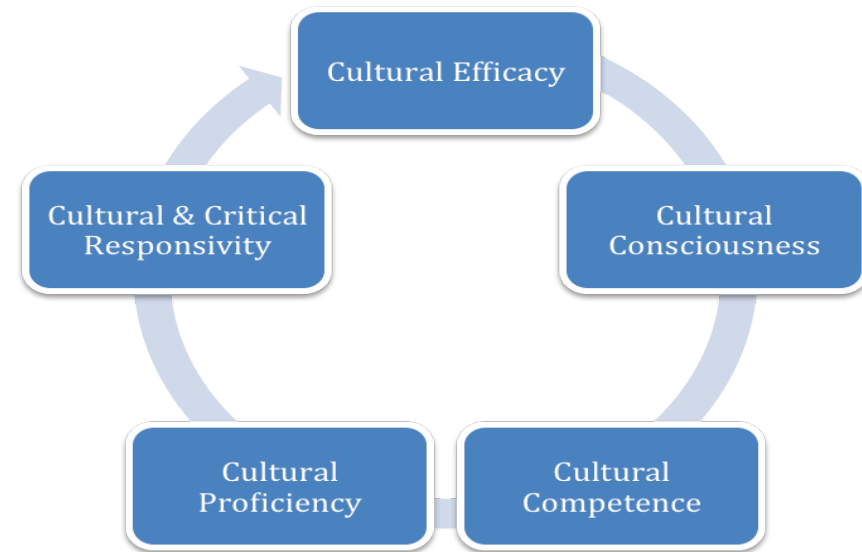 Cultural Efficacy
Cultural
Consciousness
Cultural
Competence
Cultural
Proficiency
Cultural & Critical
Responsivity